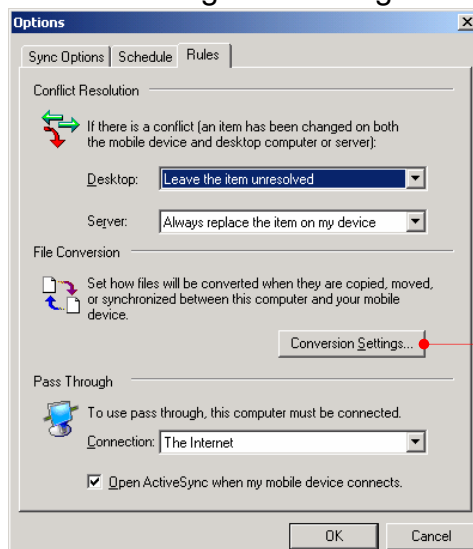 Options
Sync Options Schedule Rules
Conflict Resolution
If there is a conflict (an item has been changed on both
the mobile device and desktop computer or server):
Desktop: Leave the item unresolved
Server: Always replace the item on my device
File Conversion
Set how files will be converted when they are copied, moved,
or synchronized between this computer and your mobile
device.
Conversion Settings...
Pass Through
To use pass through, this computer must be connected.
Connection: The Internet
Open ActiveSync when my mobile device connects.
OK Cancel